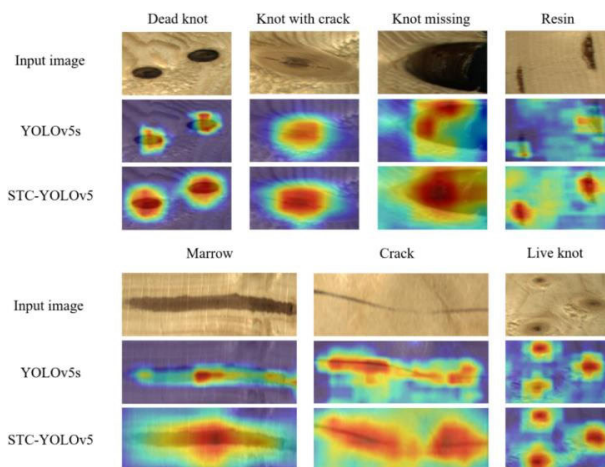 Dead knot Knot with crack Knot missing Resin
Input image
YOLOv5s
STC-YOLOv5
Marrow Crack Live knot
Input image
YOLOv5s
STC-YOLOv5